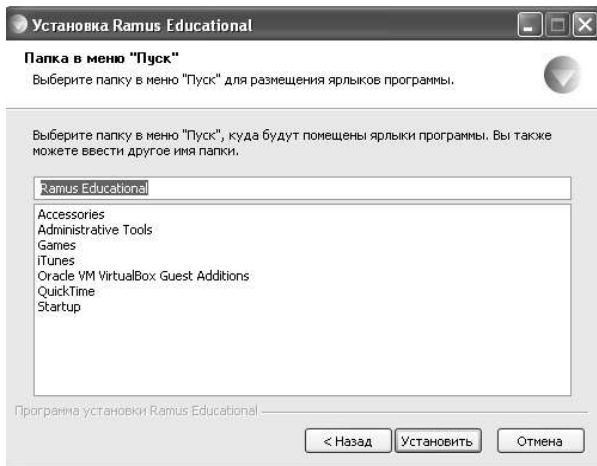 Установка Ramus Educational
Папка в меню "Пуск"
Выберите папку в меню "Пуск" для размещения ярлыков программы.
Выберите папку в меню "Пуск", куда будут помещены ярлыки программы. Вы также
можете ввести другое имя папки.
Ramus Educational
Accessories
Administrative Tools
Games
iTunes
Oracle VM VirtualBox Guest Additions
QuickTime
Startup
Программа установки Ramus Educational
< Назад Установить Отмена